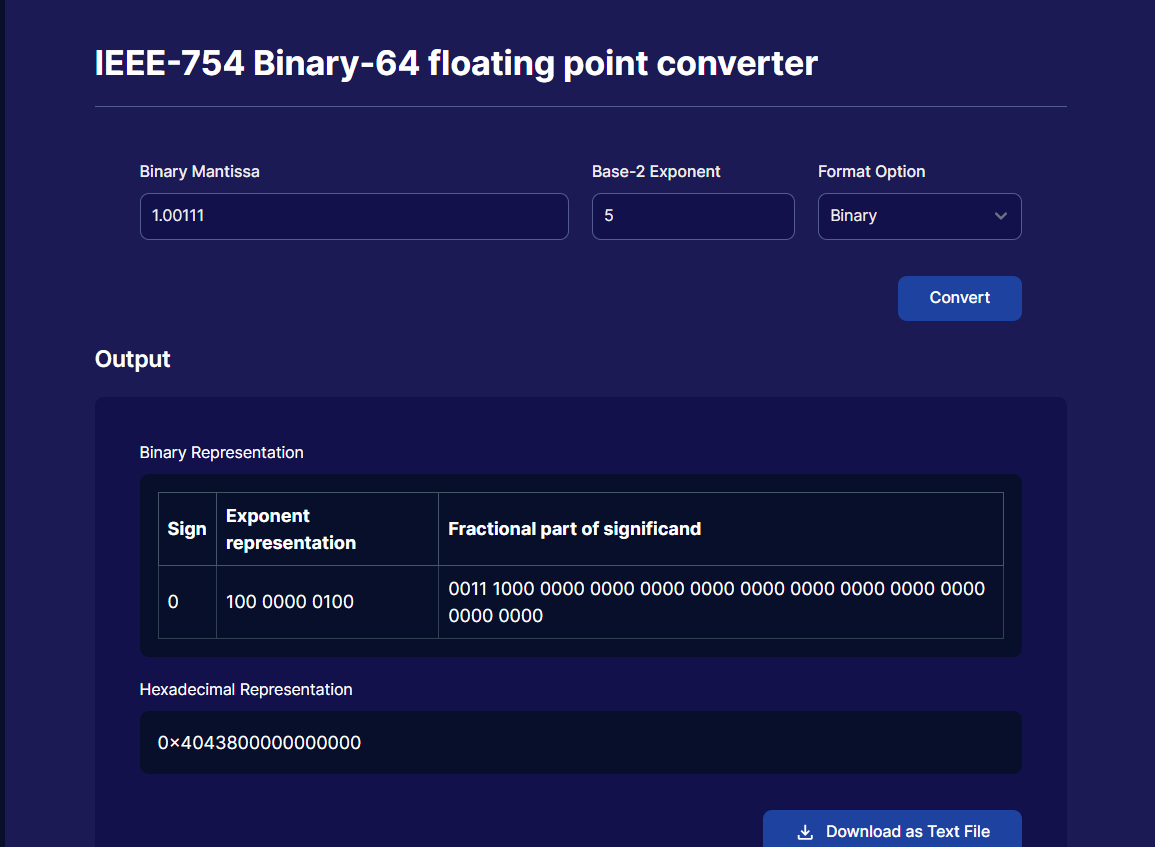 IEEE-754 Binary-64 floating point converter
Binary Mantissa
Base-2 Exponent
Format Option
1.00111
5
Binary
Convert
Output
Binary Representation
Sign
Exponent
representation
Fractional part of significand
0
100 0000 0100
0011 1000 0000 0000 0000 0000 0000 0000 0000 0000 0000
0000 0000
Hexadecimal Representation
0×4043800000000000
Download as Text File